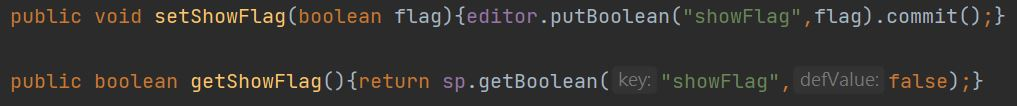 public void setShowFlag(boolean flag){editor.putBoolean("showFlag",flag).commit();}
public boolean getShowFlag(){return sp.getBoolean( key: "showFlag", defValue: false);}